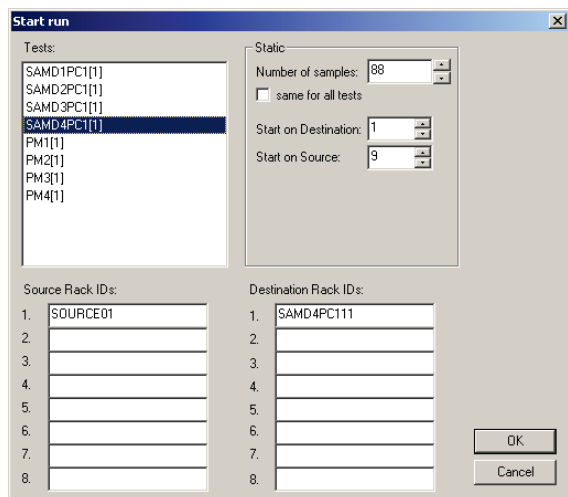 Start run
Tests:
SAMD1PC1[1]
SAMD2PC1[1]
SAMD3PC1[1]
SAMD4PC1[1]
PM1[1]
PM2[1]
PM3[1]
PM4[1]
Static
Number of samples: 88
same for all tests
Start on Destination: 1
Start on Source: 9
Source Rack IDs:
1. SOURCE01
2.
3.
4.
5.
6.
7.
8.
Destination Rack IDs:
1. SAMD4PC111
2.
3.
4.
5.
6.
7.
8.
OK
Cancel